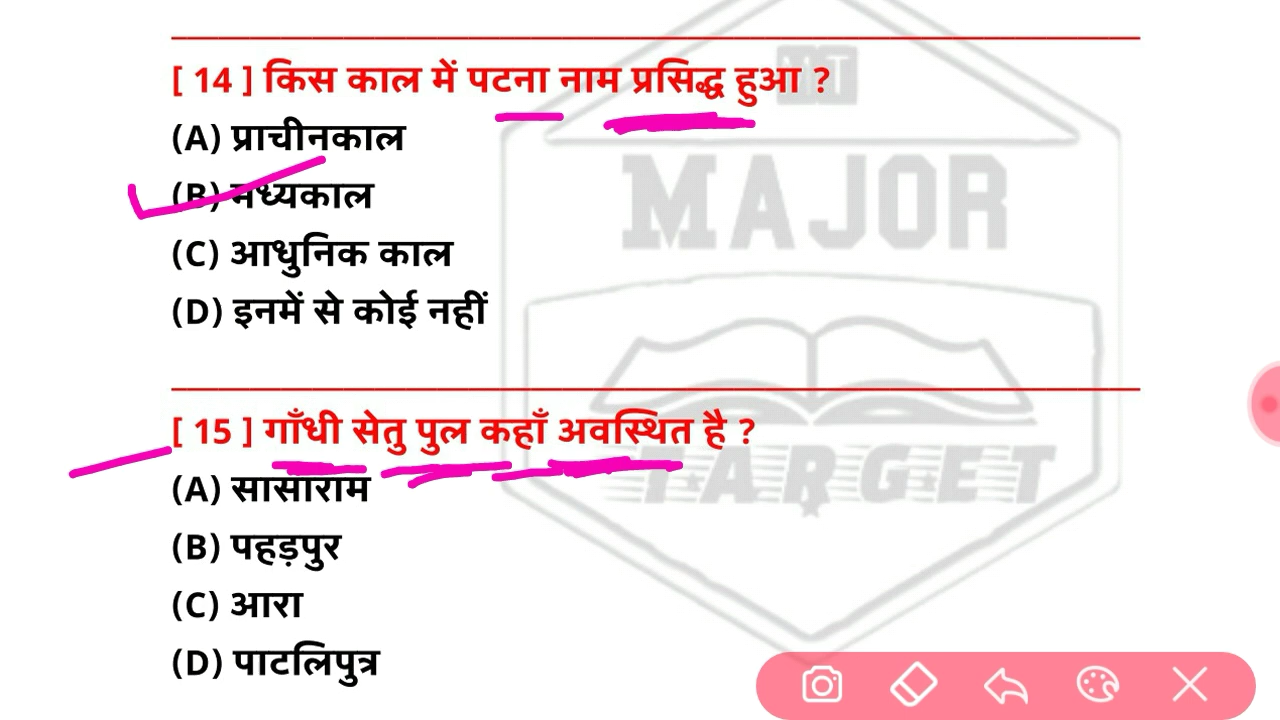 [ 14 ] किस काल में पटना नाम प्रसिद्ध हुआ ?
(A) प्राचीनकाल
(B) मध्यकाल
(C) आधुनिक काल
(D) इनमें से कोई नहीं
MAJOR
[ 15 ] गाँधी सेतु पुल कहाँ अवस्थित है ?
TARGET
(A) सासाराम
(B) पहड़पुर
(C) आरा
(D) पाटलिपुत्र